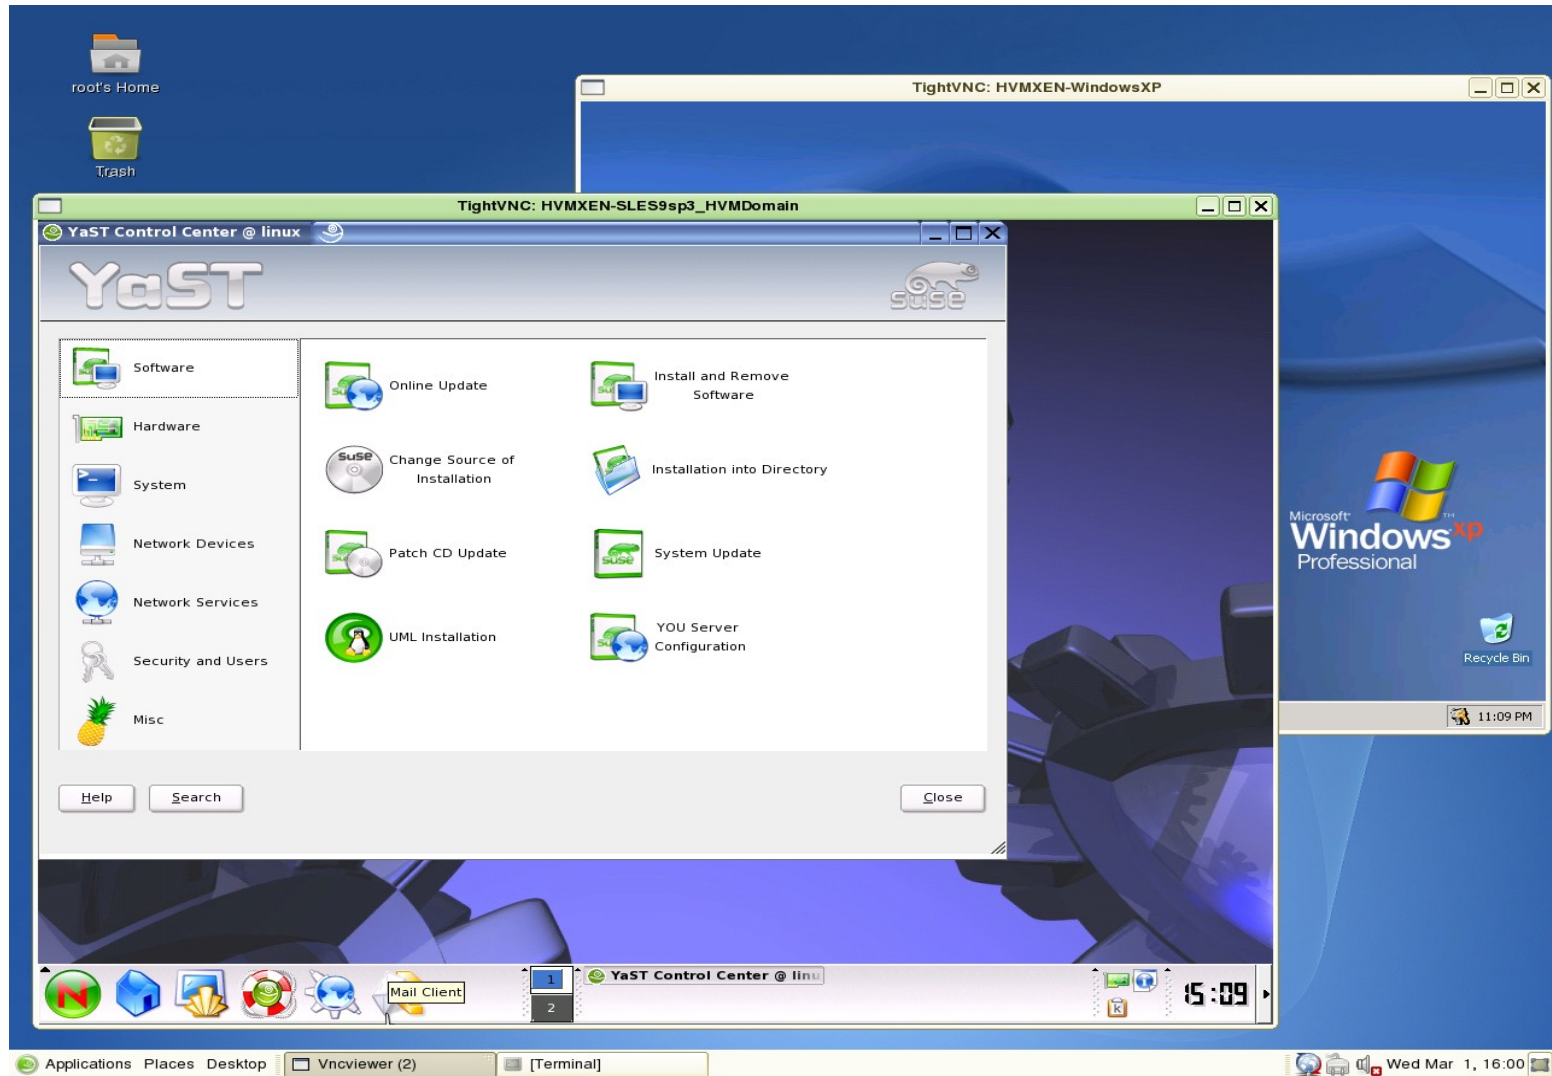 root's Home
Trash
TightVNC: HVMXEN-WindowsXP
TightVNC: HVMXEN-SLES9sp3_HVMDomain
YaST Control Center @ linux
YaST
SUSE
Software
Hardware
System
Network Devices
Network Services
Security and Users
Misc
Online Update
Install and Remove
Software
Change Source of
Installation
Installation into Directory
Patch CD Update
System Update
UML Installation
YOU Server
Configuration
Help
Search
Close
Microsoft
Windows xp
Professional
Recycle Bin
11:09 PM
N
Mail Client
1
2
YaST Control Center @ linu
15:09
Applications Places Desktop
Vncviewer (2)
[Terminal]
Wed Mar 1, 16:00